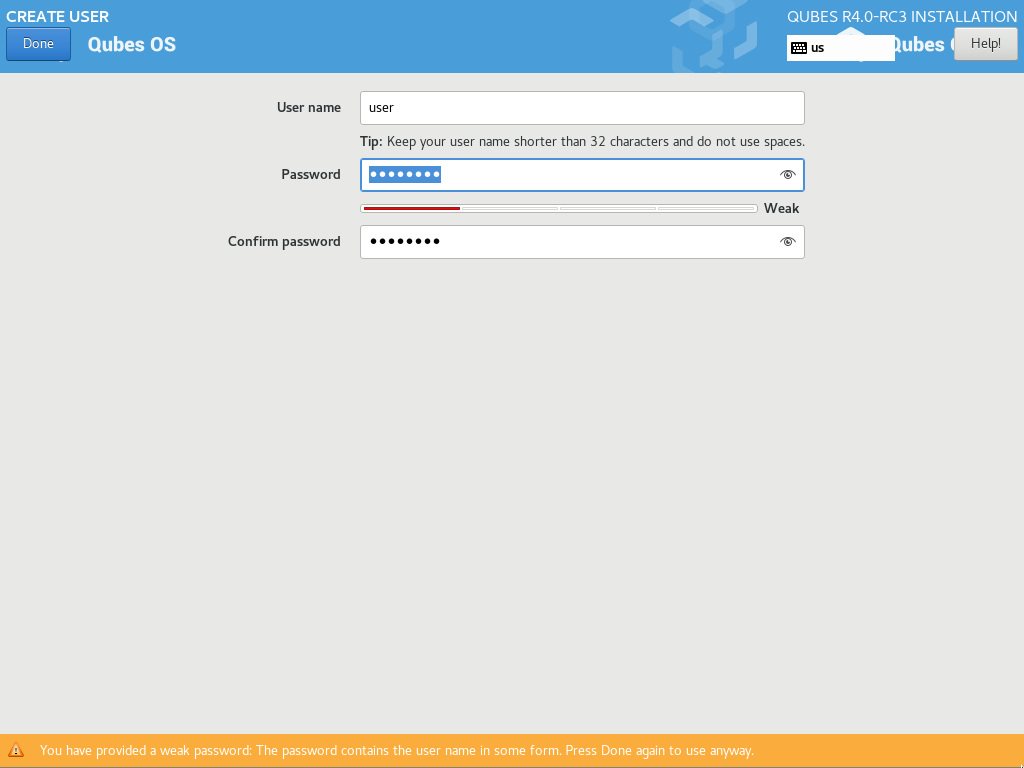 CREATE USER
QUBES R4.0-RC3 INSTALLATION
Done
Qubes OS
us
Qubes
Help!
User name
user
Tip: Keep your user name shorter than 32 characters and do not use spaces.
Password
●●●●●●●●
Weak
Confirm password
●●●●●●●●
You have provided a weak password: The password contains the user name in some form. Press Done again to use anyway.